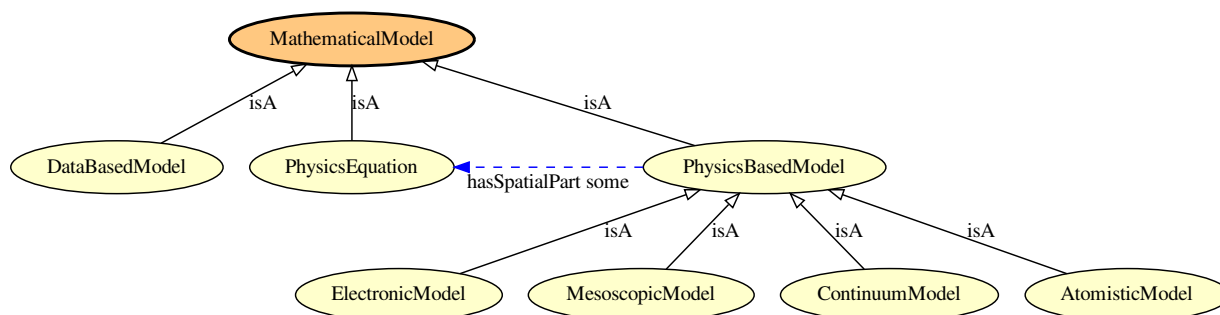 MathematicalModel
isA
isA
isA
DataBasedModel
PhysicsEquation
PhysicsBasedModel
hasSpatialPart some
isA
isA
isA
isA
ElectronicModel
MesoscopicModel
ContinuumModel
AtomisticModel